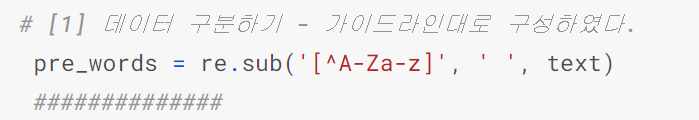 # [1] 데이터 구분하기 - 가이드라인대로 구성하였다.
pre_words = re.sub('[^A-Za-z]', ' ', text)
##############